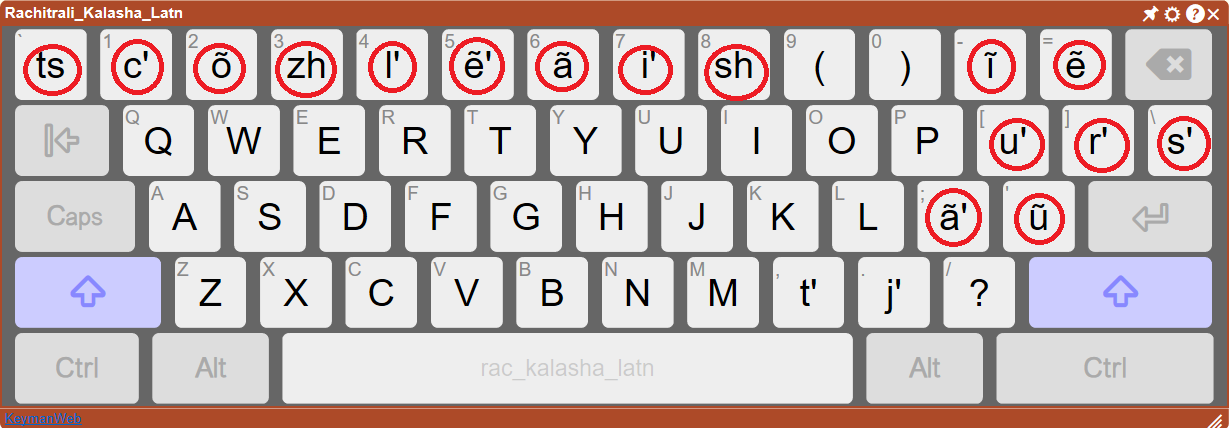 Rachitrali_Kalasha_Latn
` ts 1 c' 2 õ 3 zh 4 l' 5 ẽ' 6 ã 7 i' 8 sh 9 ( 0 ) - ĩ = ẽ
Q Q W W E E R R T T Y Y U U I I O O P P [ u' ] r' \ s'
Caps A A S S D D F F G G H H J J K K L L ; ã' ' ũ
Z Z X X C C V V B B N N M M , t' . j' / ?
Ctrl Alt rac_kalasha_latn Alt Ctrl
KeymanWeb